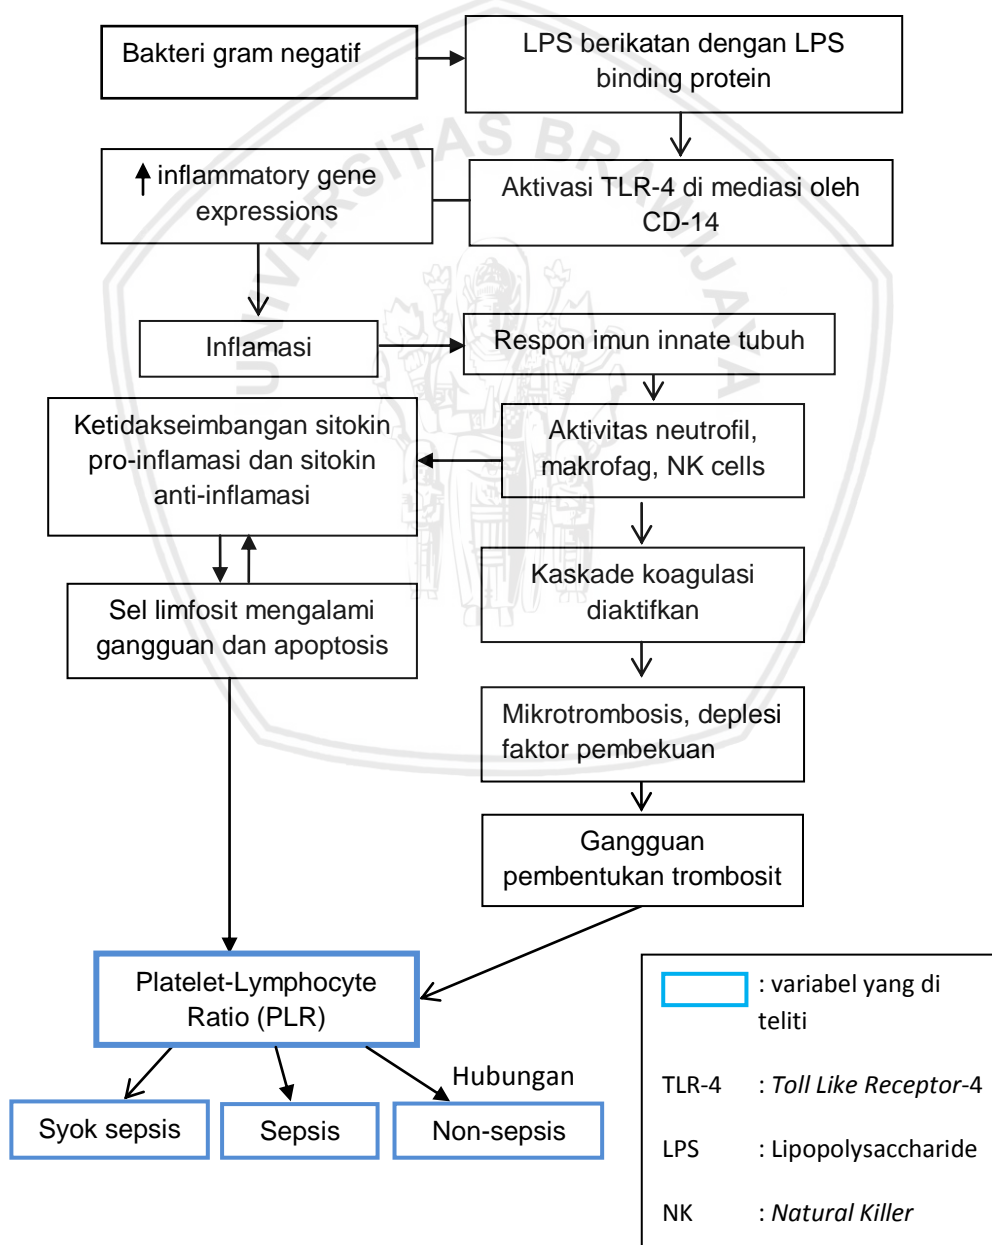 Bakteri gram negatif
LPS berikatan dengan LPS
binding protein
UNIVERSITAS BRAWIJAYA
inflammatory gene
expressions
Aktivasi TLR-4 di mediasi oleh
CD-14
Inflamasi
Respon imun innate tubuh
Ketidakseimbangan sitokin
pro-inflamasi dan sitokin
anti-inflamasi
Aktivitas neutrofil,
makrofag, NK cells
Sel limfosit mengalami
gangguan dan apoptosis
Kaskade koagulasi
diaktifkan
Mikrotrombosis, deplesi
faktor pembekuan
Gangguan
pembentukan trombosit
Platelet-Lymphocyte
Ratio (PLR)
Hubungan
Syok sepsis
Sepsis
Non-sepsis
: variabel yang di
teliti
TLR-4 : Toll Like Receptor-4
LPS : Lipopolysaccharide
NK : Natural Killer